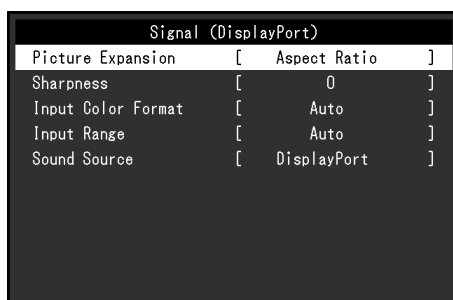 Signal (DisplayPort)
Picture Expansion [ Aspect Ratio ]
Sharpness [ 0 ]
Input Color Format [ Auto ]
Input Range [ Auto ]
Sound Source [ DisplayPort ]